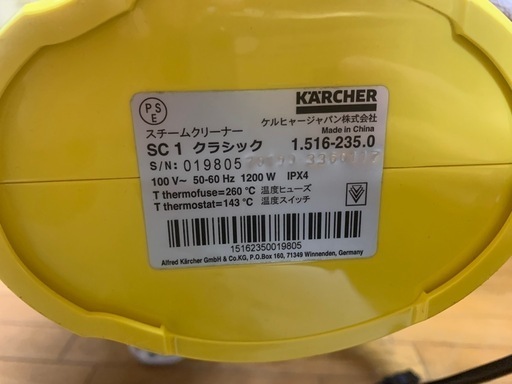 PS
E
KÄRCHER
スチームクリーナー
ケルヒャージャパン株式会社
Made in China
SC 1 クラシック
1.516-235.0
S/N: 019805
100 V~ 50-60 Hz 1200 W IPX4
T thermofuse=260 °C 温度ヒューズ
T thermostat=143 °C 温度スイッチ
15162350019805
Alfred Kärcher GmbH & Co.KG, P.O.Box 160, 71349 Winnenden, Germany